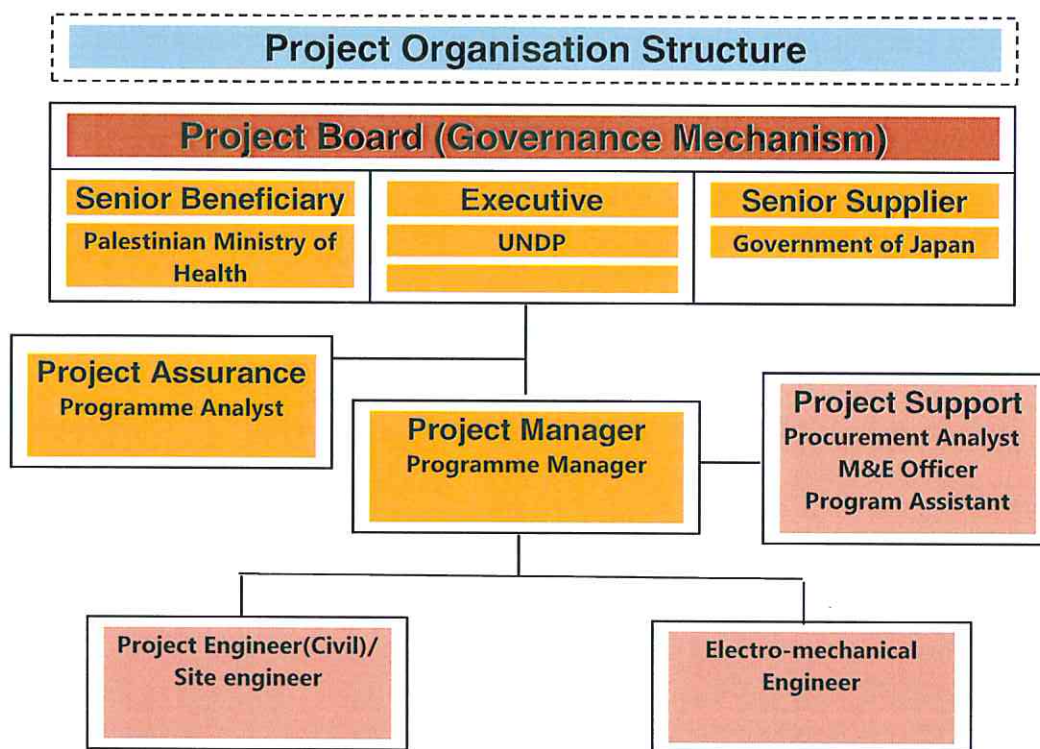 Project Organisation Structure
Project Board (Governance Mechanism)
Senior Beneficiary
Palestinian Ministry of
Health
Executive
UNDP
Senior Supplier
Government of Japan
Project Assurance
Programme Analyst
Project Manager
Programme Manager
Project Support
Procurement Analyst
M&E Officer
Program Assistant
Project Engineer(Civil)/
Site engineer
Electro-mechanical
Engineer